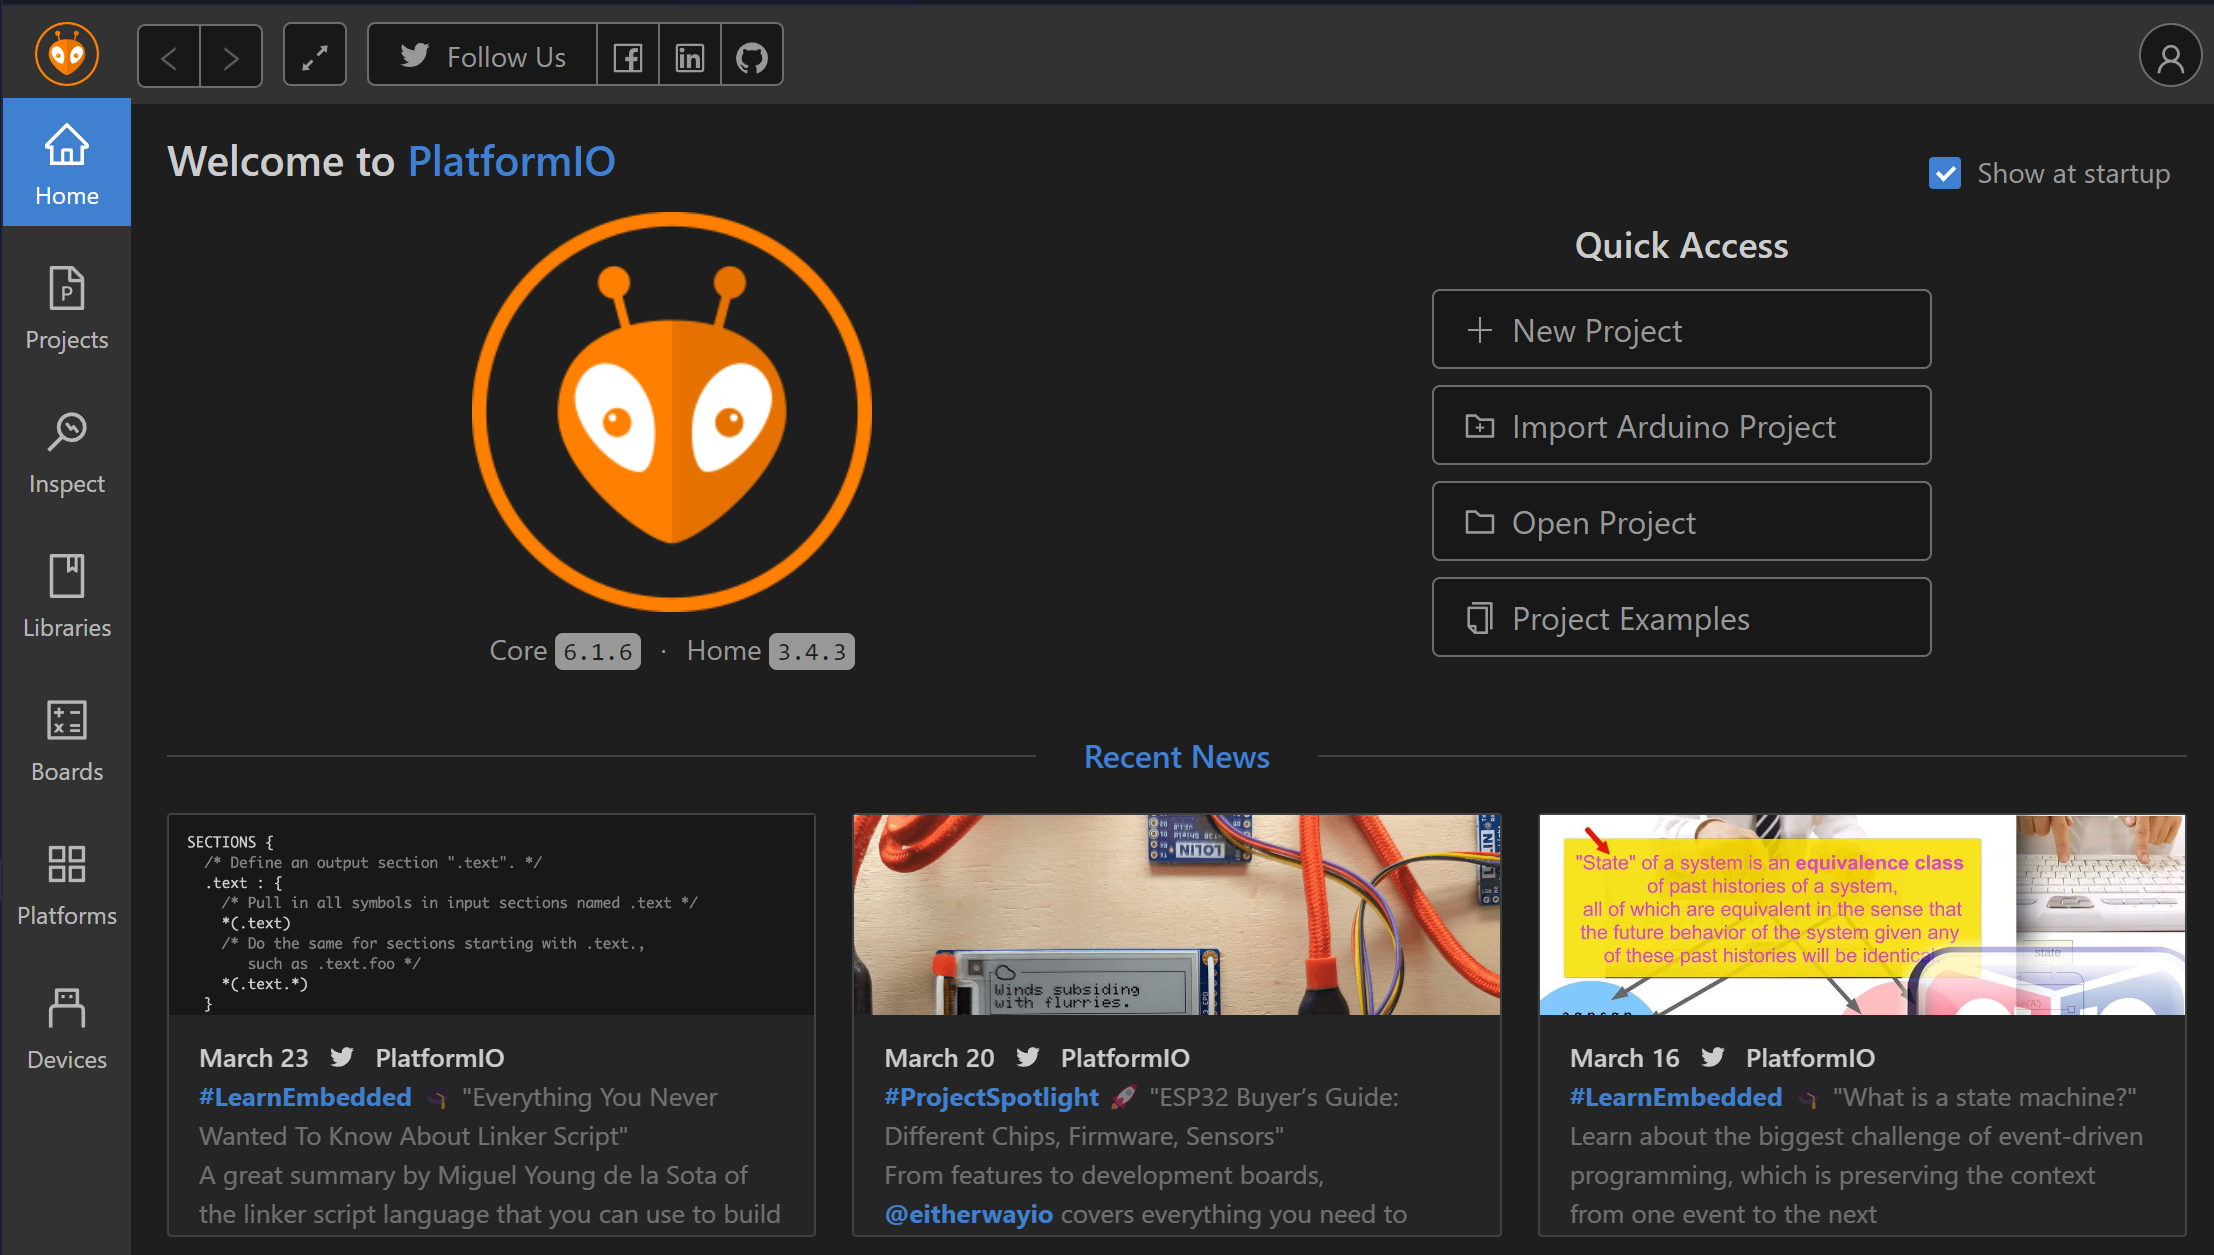 Follow Us
Home
Projects
Inspect
Libraries
Boards
Platforms
Devices
Welcome to PlatformIO
Show at startup
Core 6.1.6 · Home 3.4.3
Quick Access
New Project
Import Arduino Project
Open Project
Project Examples
Recent News
SECTIONS {
/* Define an output section ".text". */
.text : {
/* Pull in all symbols in input sections named .text */
*(.text)
/* Do the same for sections starting with .text.,
such as .text.foo */
*(.text.*)
}
March 23 PlatformIO
#LearnEmbedded "Everything You Never
Wanted To Know About Linker Script"
A great summary by Miguel Young de la Sota of
the linker script language that you can use to build
LOLIN
Winds subsiding
with flurries.
March 20 PlatformIO
#ProjectSpotlight 🚀 "ESP32 Buyer’s Guide:
Different Chips, Firmware, Sensors"
From features to development boards,
@eitherwayio covers everything you need to
"State" of a system is an equivalence class
of past histories of a system,
all of which are equivalent in the sense that
the future behavior of the system given any
of these past histories will be identical.
state
March 16 PlatformIO
#LearnEmbedded "What is a state machine?"
Learn about the biggest challenge of event-driven
programming, which is preserving the context
from one event to the next